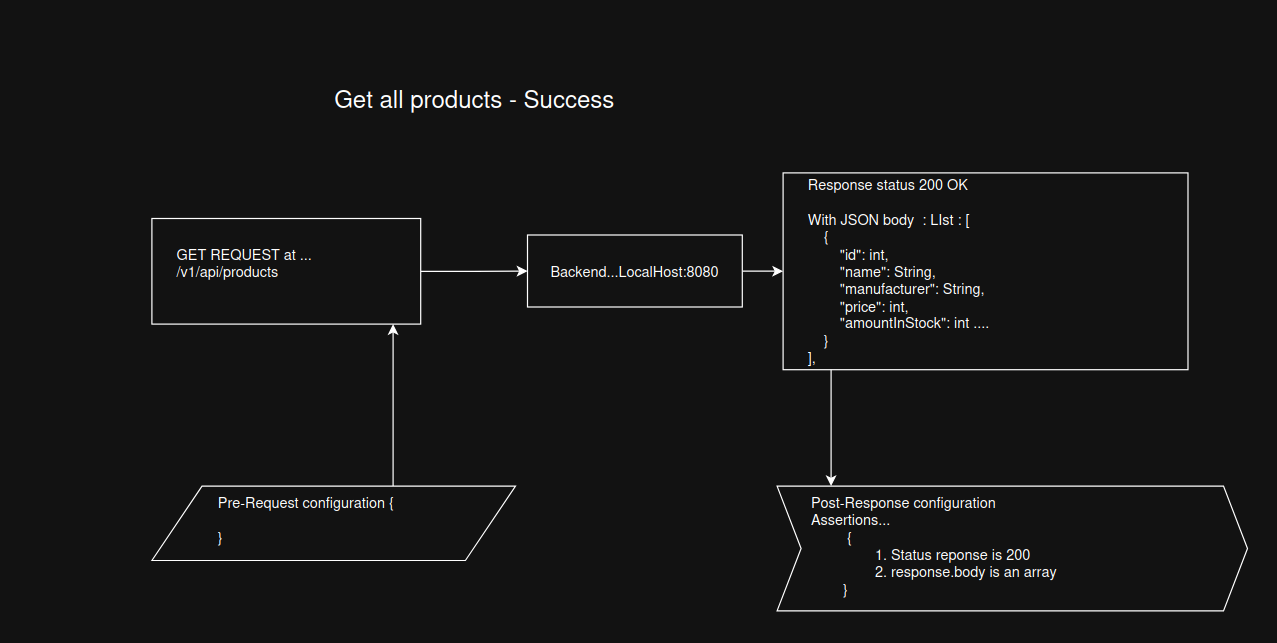 Get all products - Success
GET REQUEST at ...
/v1/api/products
Backend...LocalHost:8080
Response status 200 OK
With JSON body  : LIst : [
{
"id": int,
"name": String,
"manufacturer": String,
"price": int,
"amountInStock": int ....
}
],
Pre-Request configuration {
}
Post-Response configuration
Assertions...
{
1. Status reponse is 200
2. response.body is an array
}